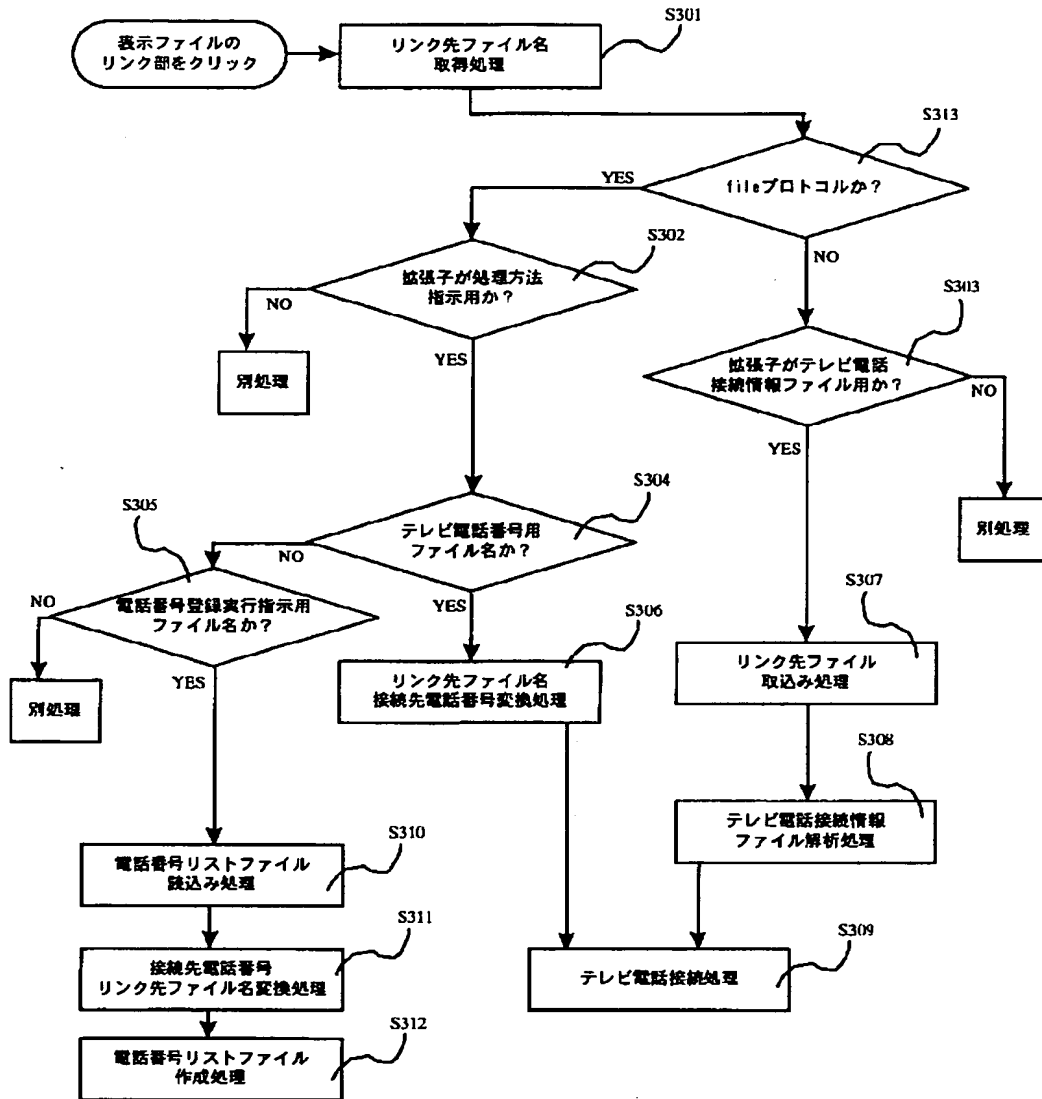 表示ファイルの
リンク部をクリック
リンク先ファイル名
取得処理
S301
S313
fileプロトコルか？
YES
NO
S302
拡張子が処理方法
指示用か？
NO
YES
別処理
S303
拡張子がテレビ電話
接続情報ファイル用か？
NO
YES
別処理
S304
テレビ電話番号用
ファイル名か？
NO
YES
S305
電話番号登録実行指示用
ファイル名か？
NO
YES
別処理
S306
リンク先ファイル名
接続先電話番号変換処理
S307
リンク先ファイル
取込み処理
S308
テレビ電話接続情報
ファイル解析処理
S310
電話番号リストファイル
読込み処理
S311
接続先電話番号
リンク先ファイル名変換処理
S309
テレビ電話接続処理
S312
電話番号リストファイル
作成処理